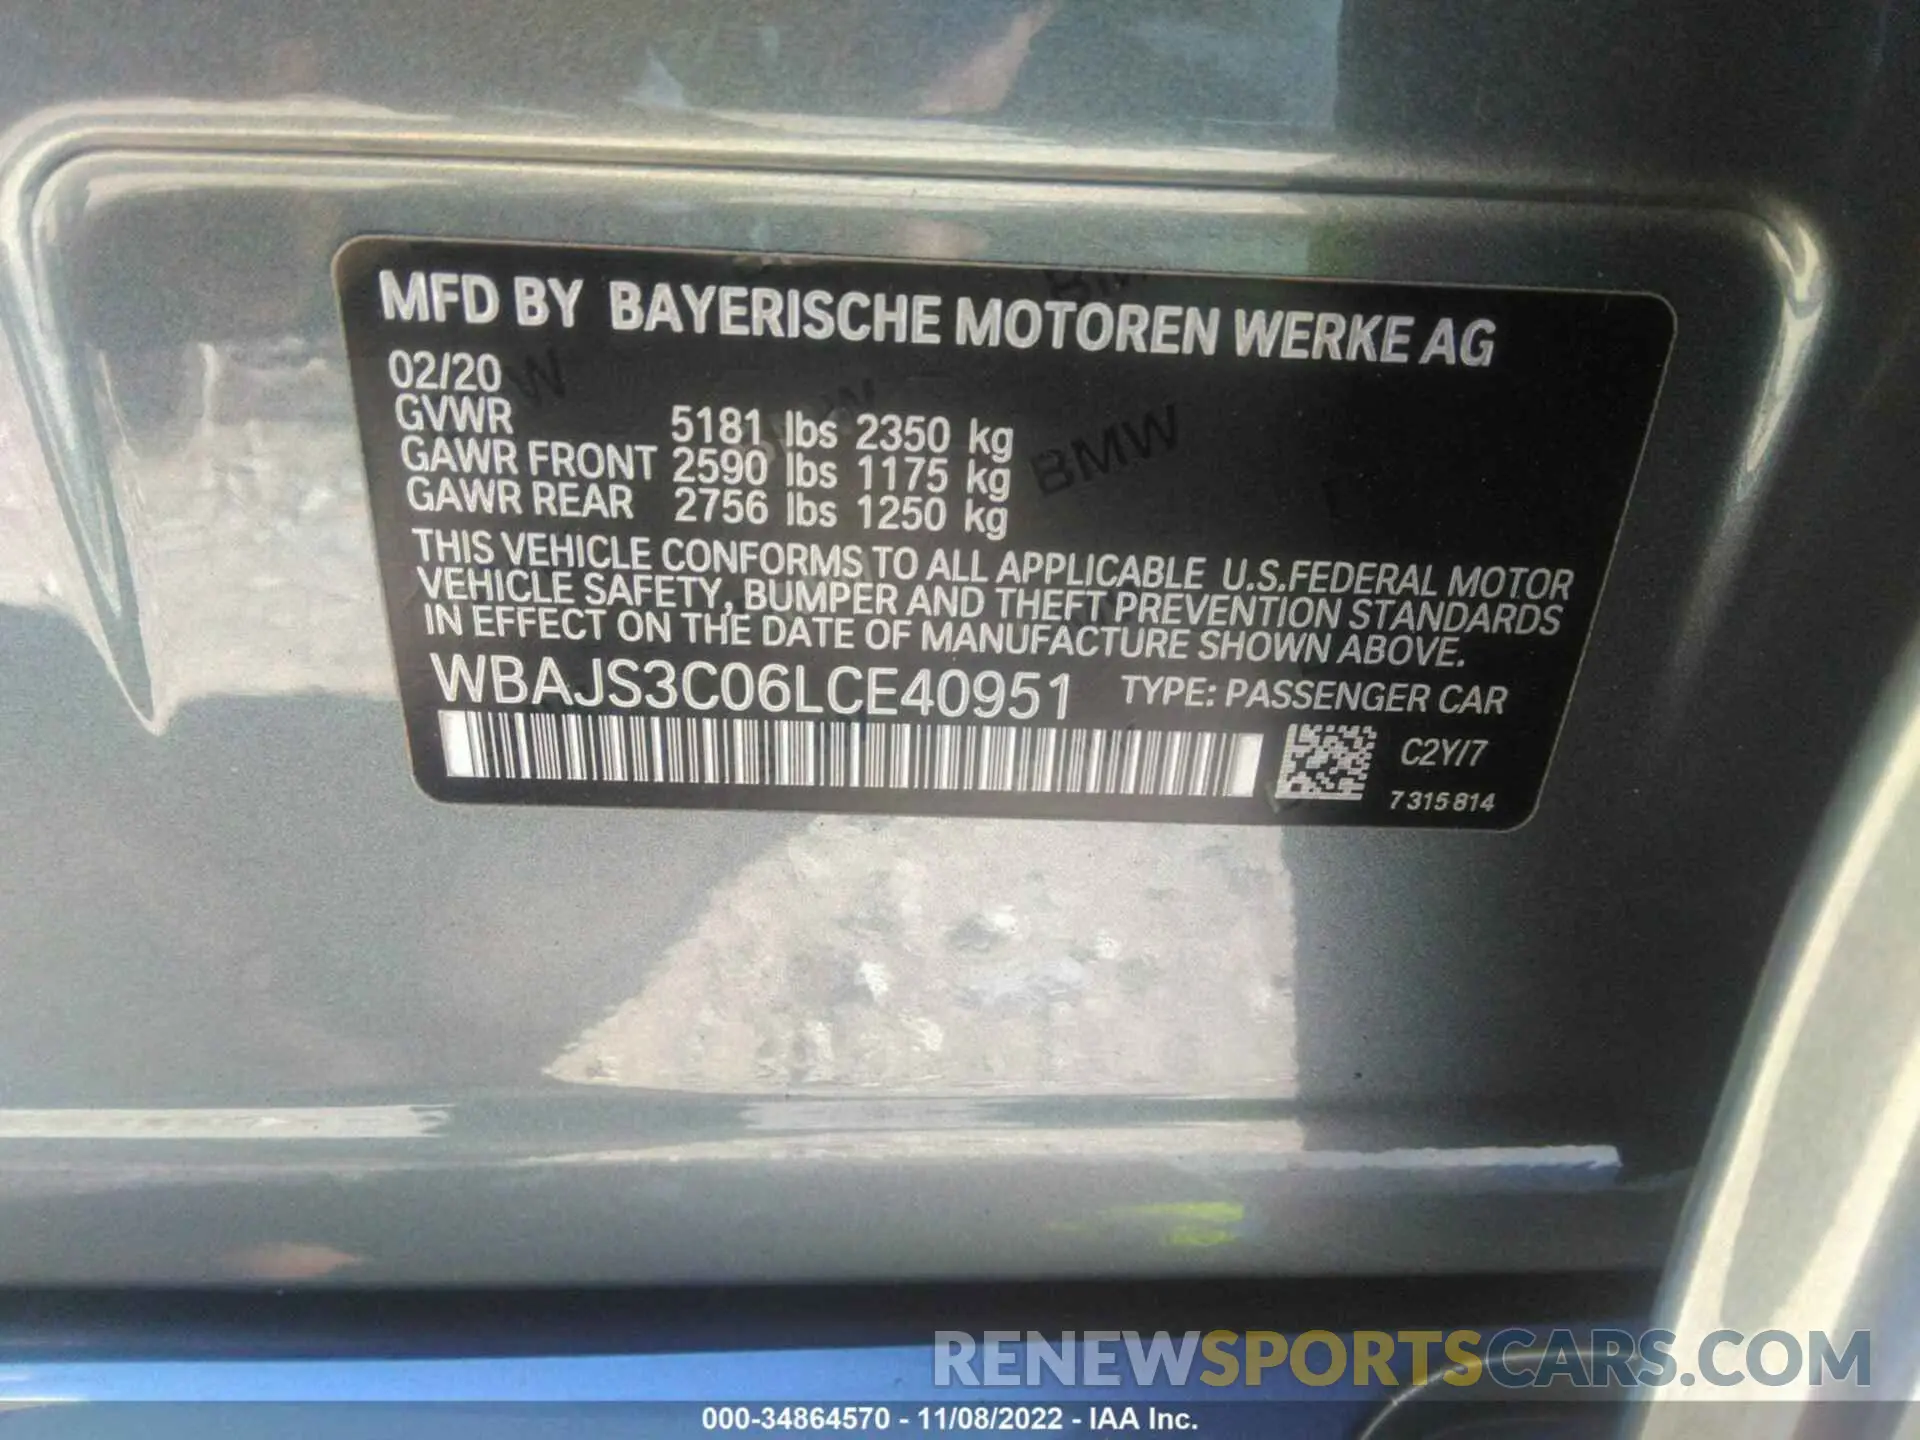 MFD BY BAYERISCHE MOTOREN WERKE AG
02/20
GVWR 5181 lbs 2350 kg
GAWR FRONT 2590 lbs 1175 kg
GAWR REAR 2756 lbs 1250 kg
THIS VEHICLE CONFORMS TO ALL APPLICABLE U.S.FEDERAL MOTOR
VEHICLE SAFETY, BUMPER AND THEFT PREVENTION STANDARDS
IN EFFECT ON THE DATE OF MANUFACTURE SHOWN ABOVE.
WBAJS3C06LCE40951 TYPE: PASSENGER CAR
C2Y/7
7315814
BMW
RENEWSPORTSCARS.COM
000-34864570 - 11/08/2022 - IAA Inc.